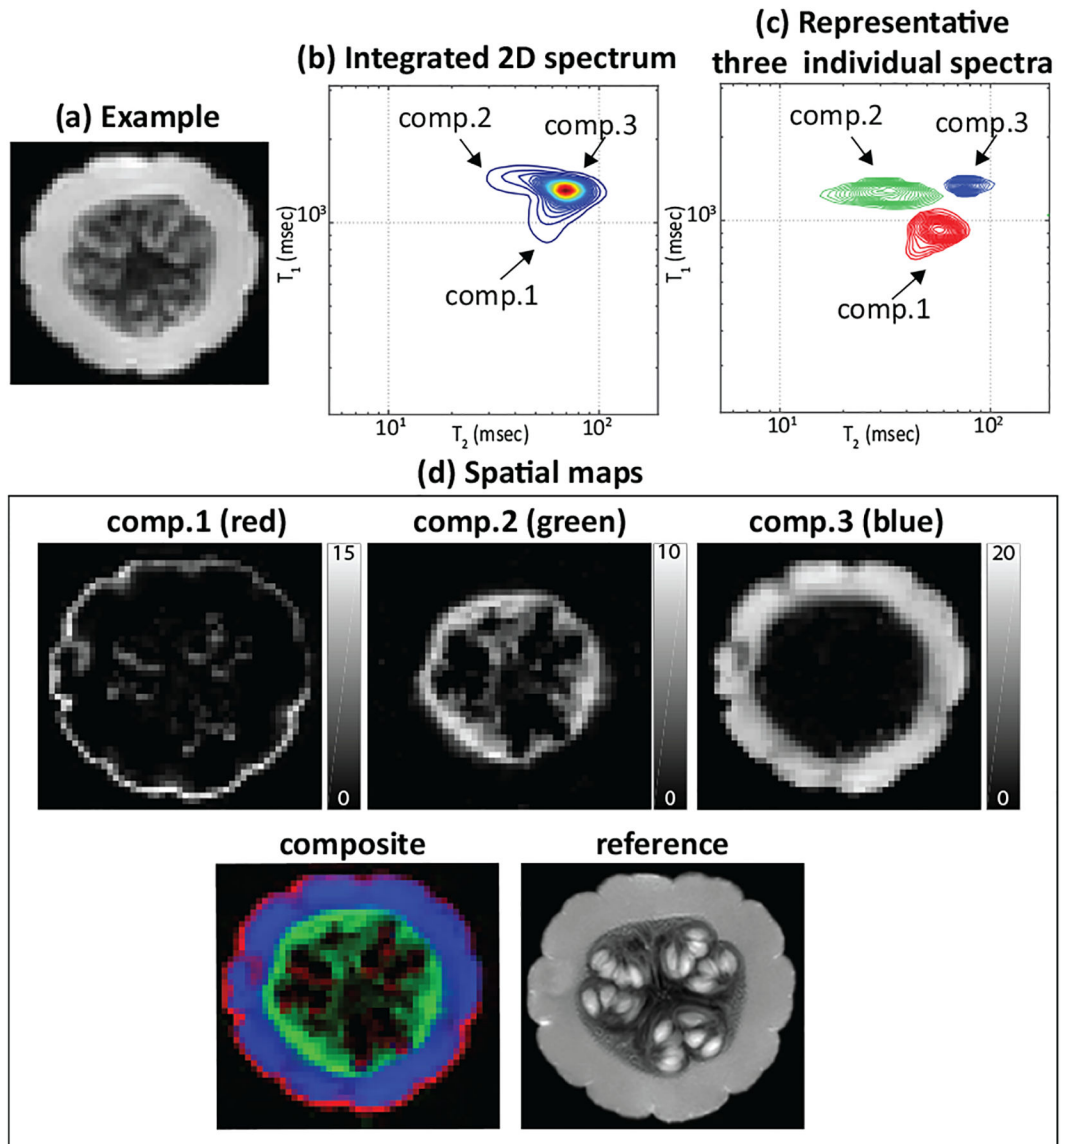 (c) Representative
three individual spectra
(b) Integrated 2D spectrum
(a) Example
comp.2
comp.3
10³
T₁ (msec)
comp.1
10¹
T₂ (msec)
10²
comp.2
comp.3
10³
T₁ (msec)
comp.1
10¹
T₂ (msec)
10²
(d) Spatial maps
comp.1 (red)
comp.2 (green)
comp.3 (blue)
15
0
10
0
20
0
composite
reference